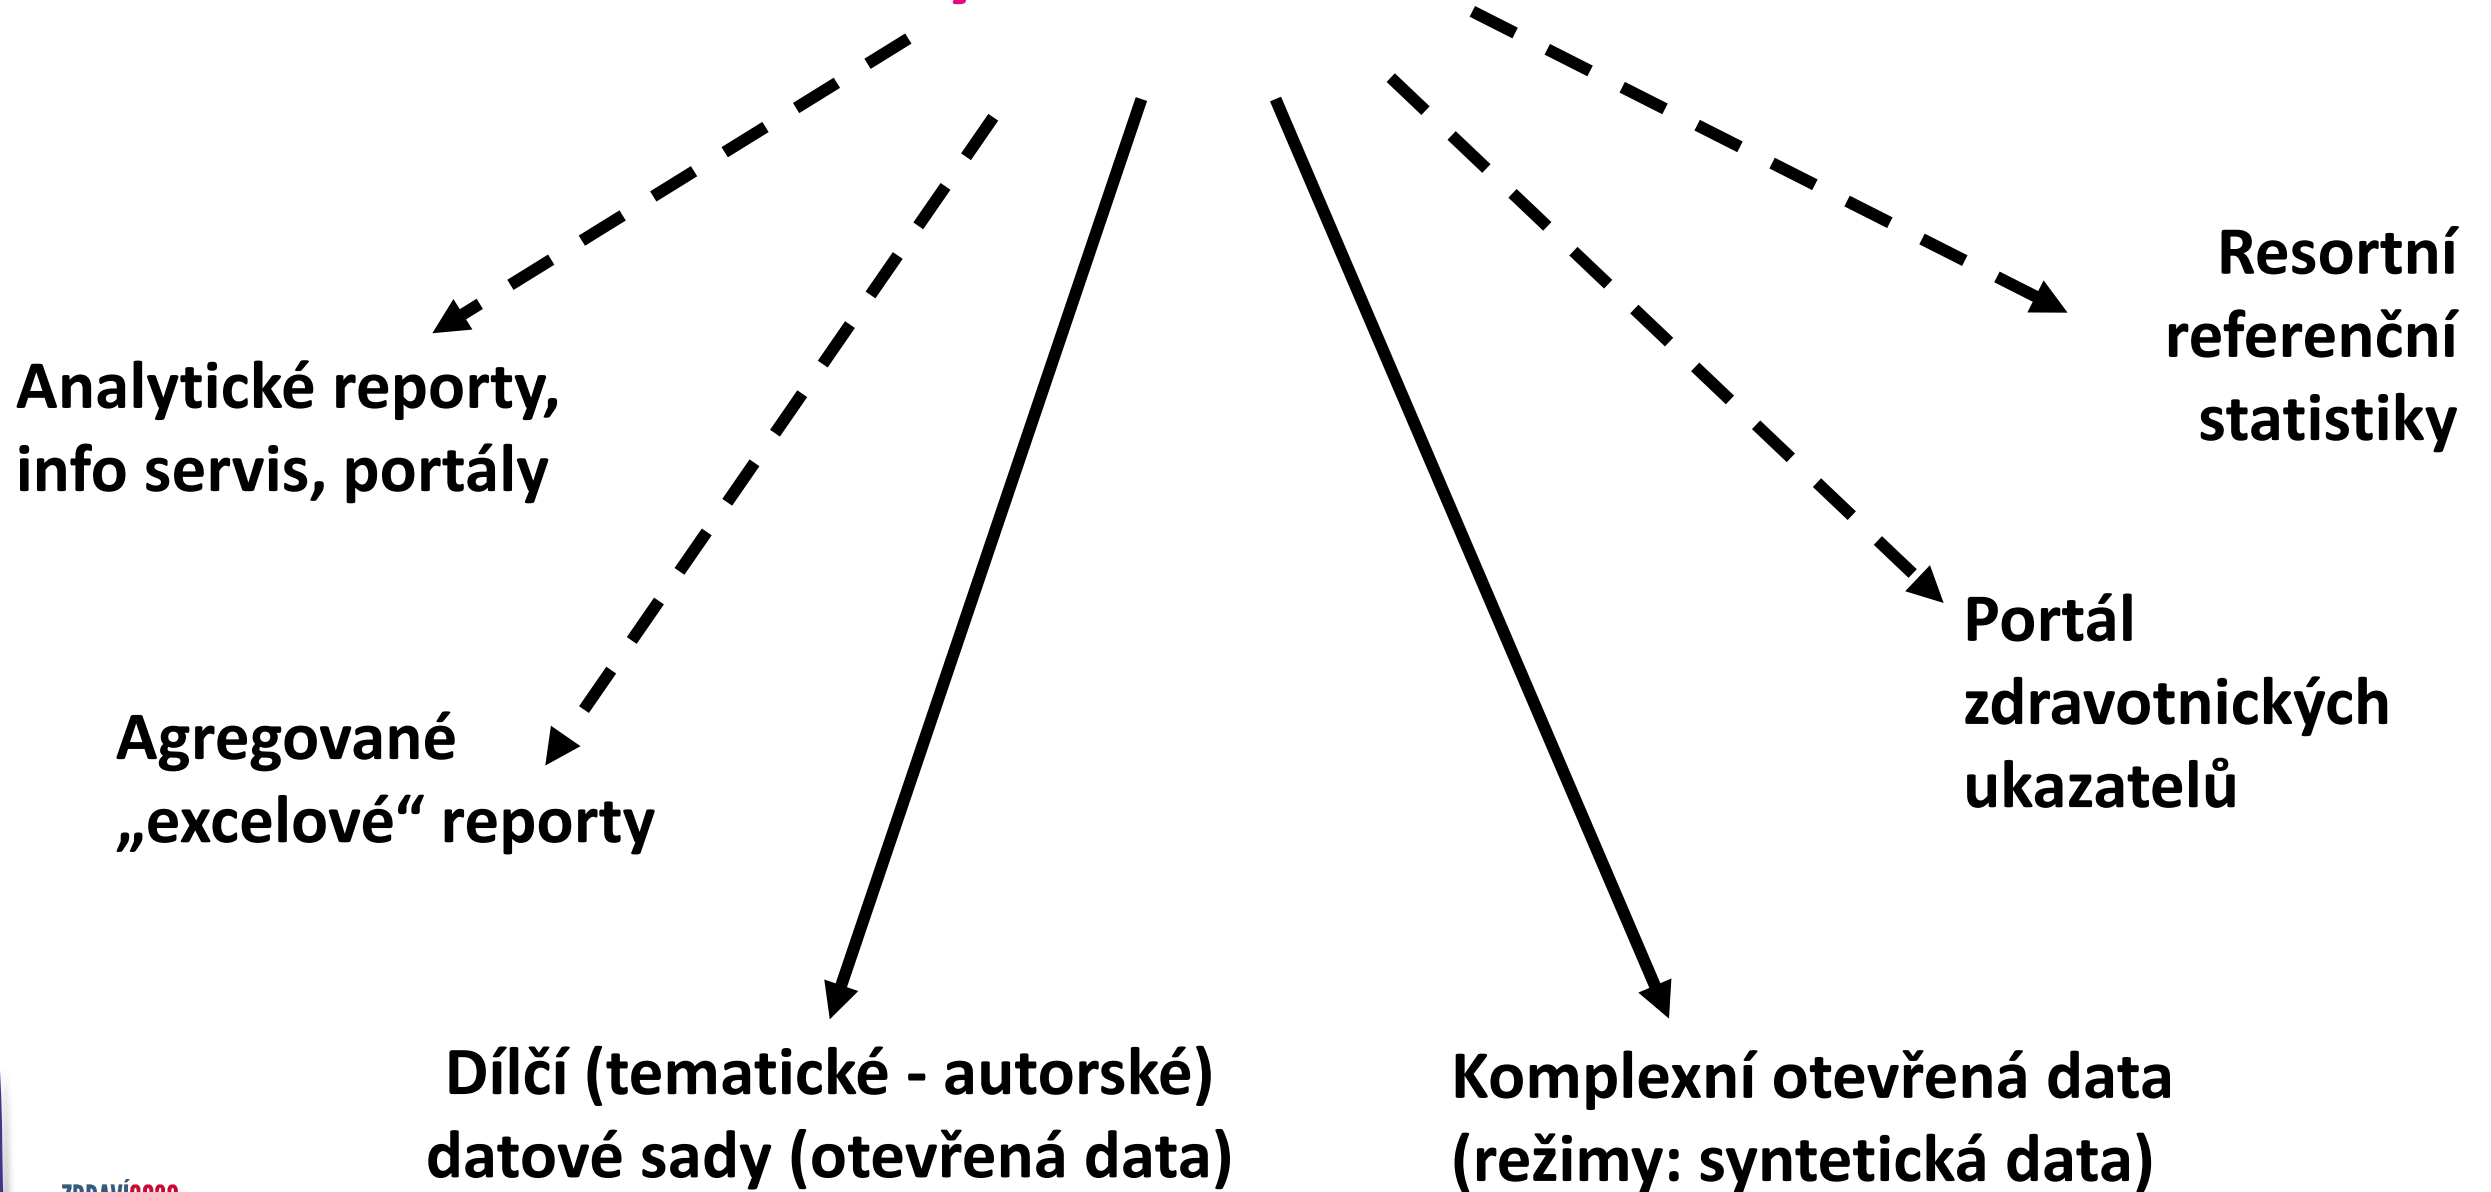 Resortní
referenční
statistiky
Analytické reporty,
info servis, portály
Portál
zdravotnických
ukazatelů
Agregované
„excelové“ reporty
Dílčí (tematické - autorské)
datové sady (otevřená data)
Komplexní otevřená data
(režimy: syntetická data)